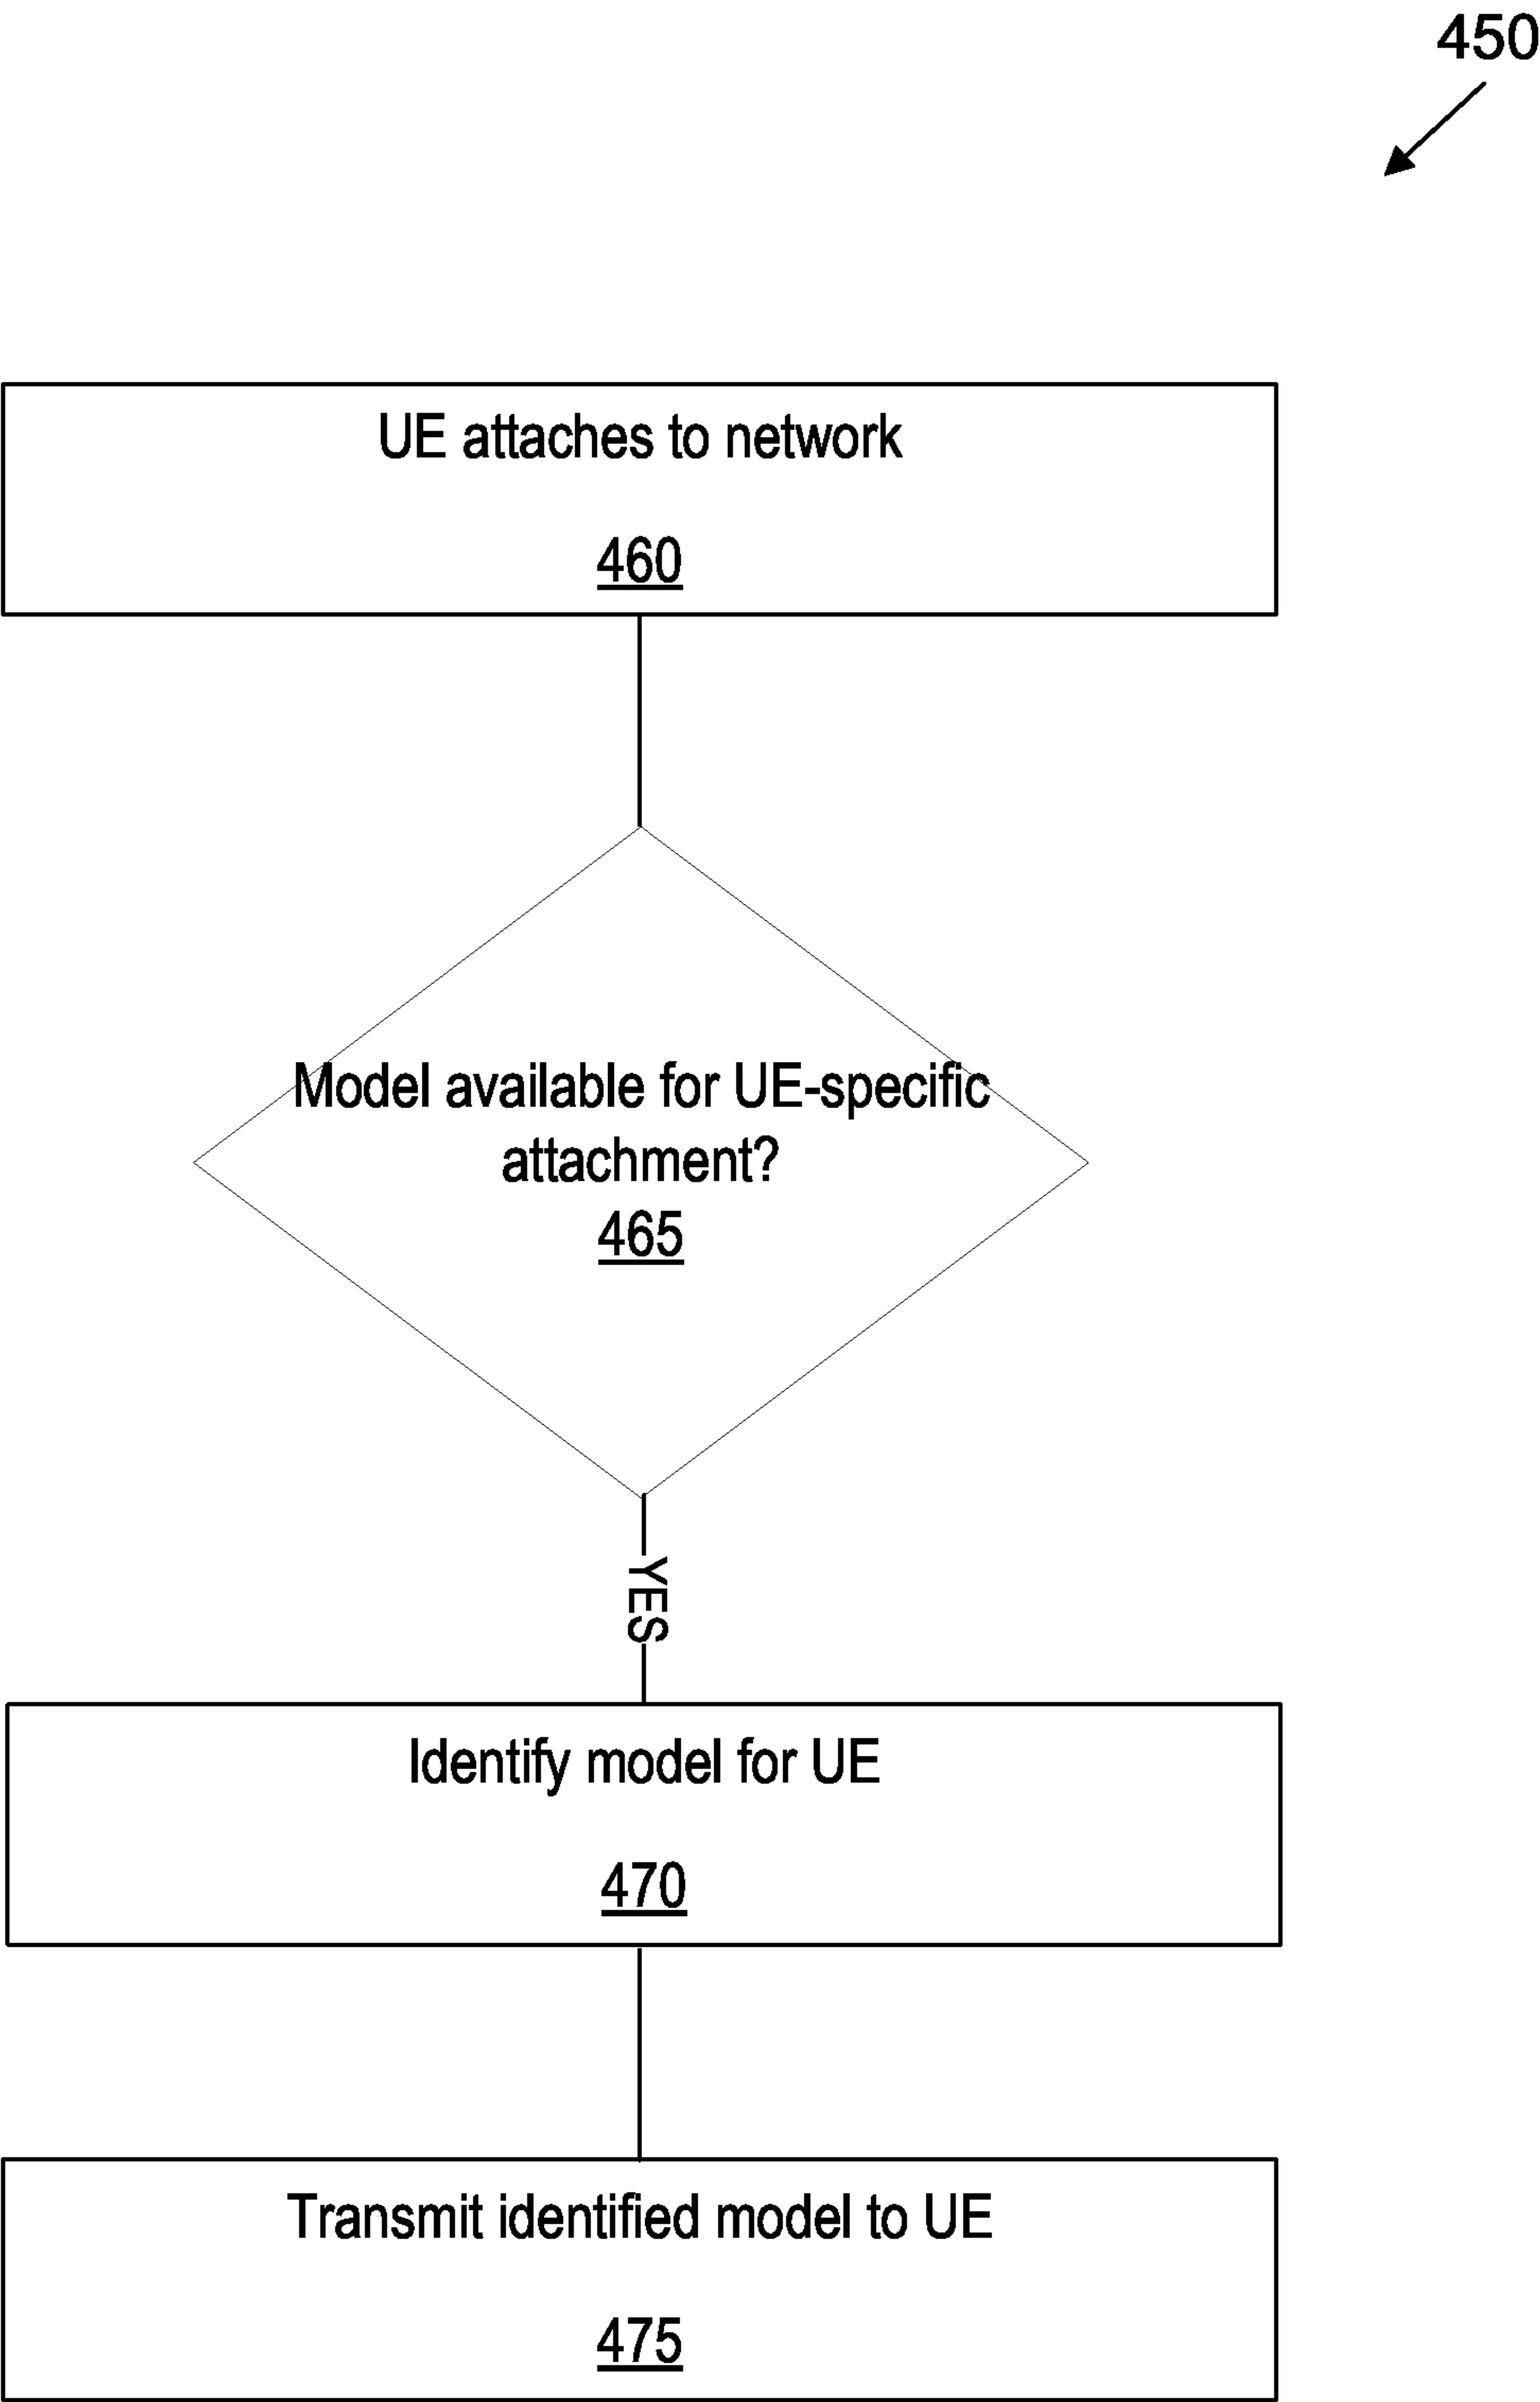 450
UE attaches to network
460
Model available for UE-specific
attachment?
465
YES
Identify model for UE
470
Transmit identified model to UE
475